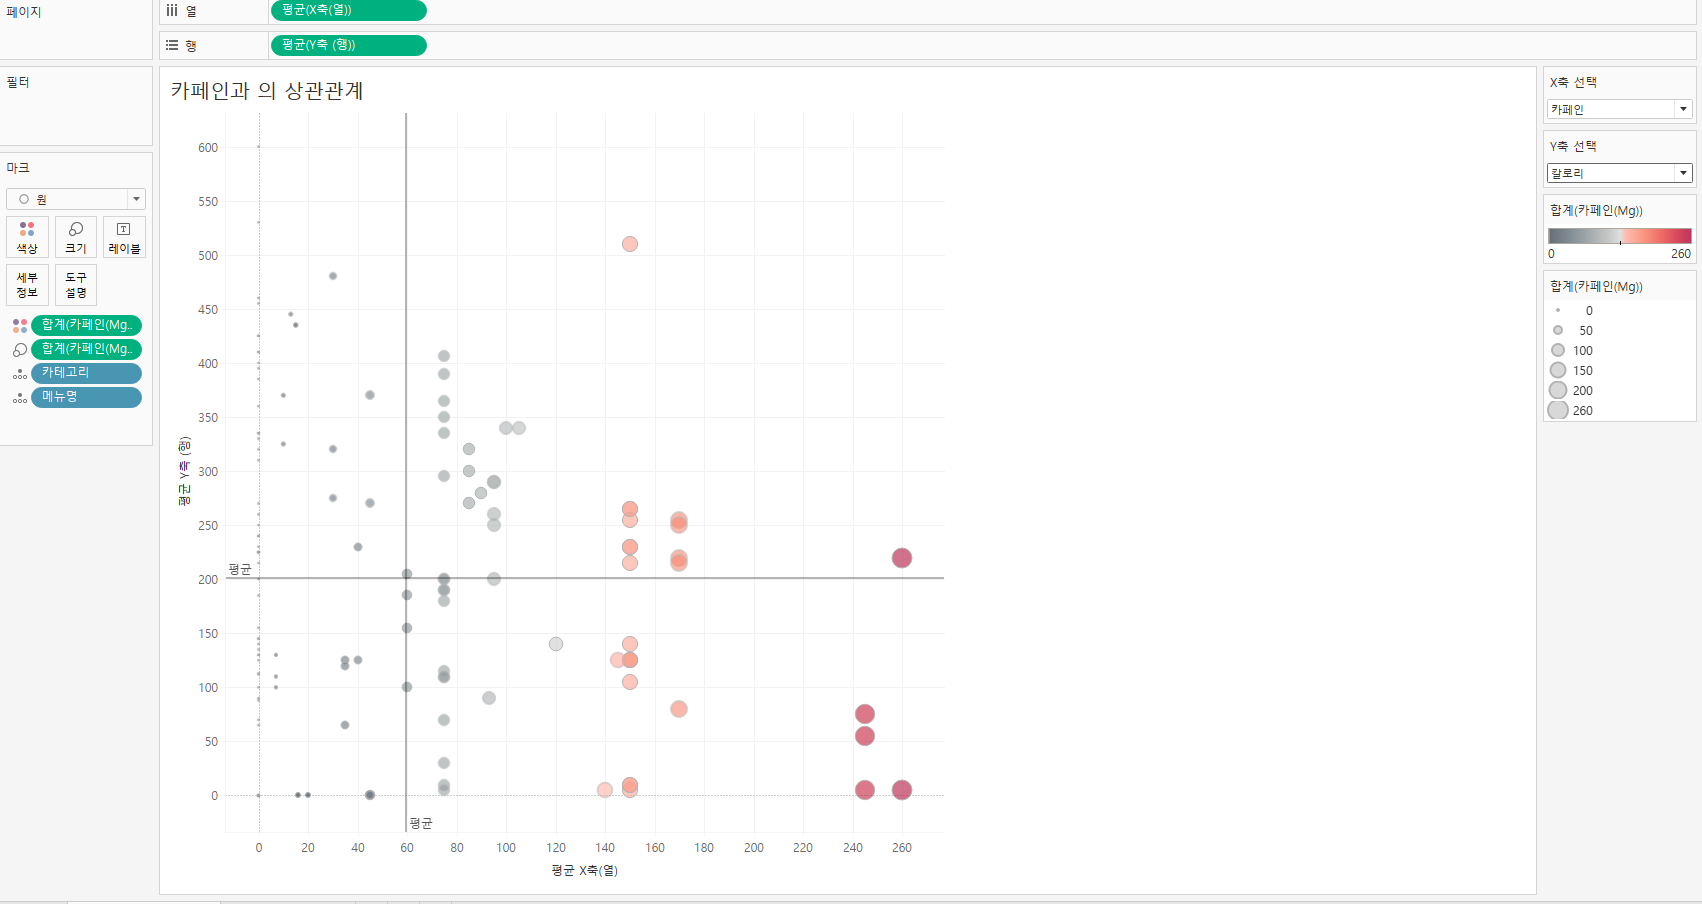 페이지
열
평균(X축(열))
행
평균(Y축 (행))
필터
마크
원
색상
크기
레이블
세부
정보
도구
설명
합계(카페인(Mg..
합계(카페인(Mg..
카테고리
메뉴명
카페인과 의 상관관계
평균 Y축 (행)
600
550
500
450
400
350
300
250
200
150
100
50
0
평균
평균
0 20 40 60 80 100 120 140 160 180 200 220 240 260
평균 X축(열)
X축 선택
카페인
Y축 선택
칼로리
합계(카페인(Mg))
0 260
합계(카페인(Mg))
0
50
100
150
200
260